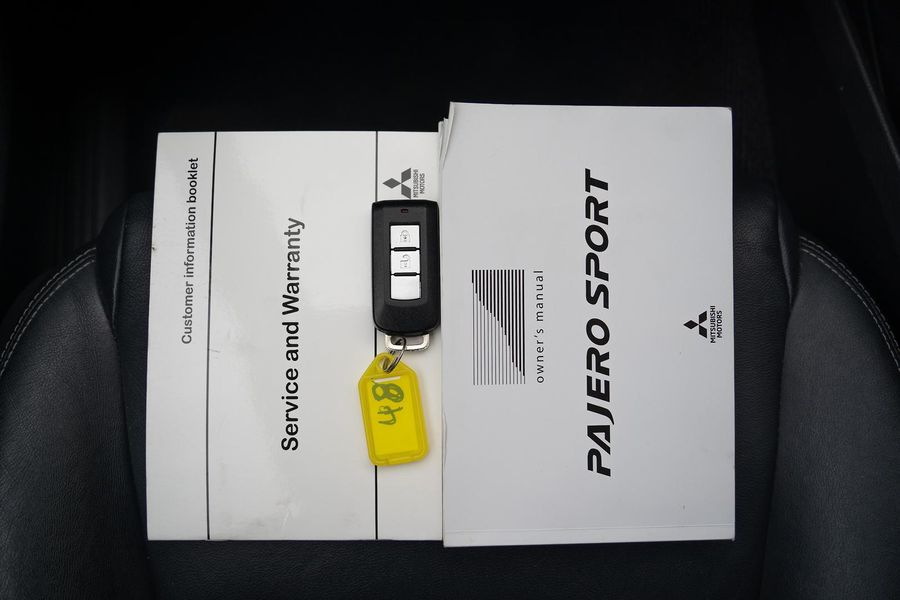 Customer information booklet
Service and Warranty
MITSUBISHI
MOTORS
48
owner's manual
PAJERO SPORT
MITSUBISHI
MOTORS